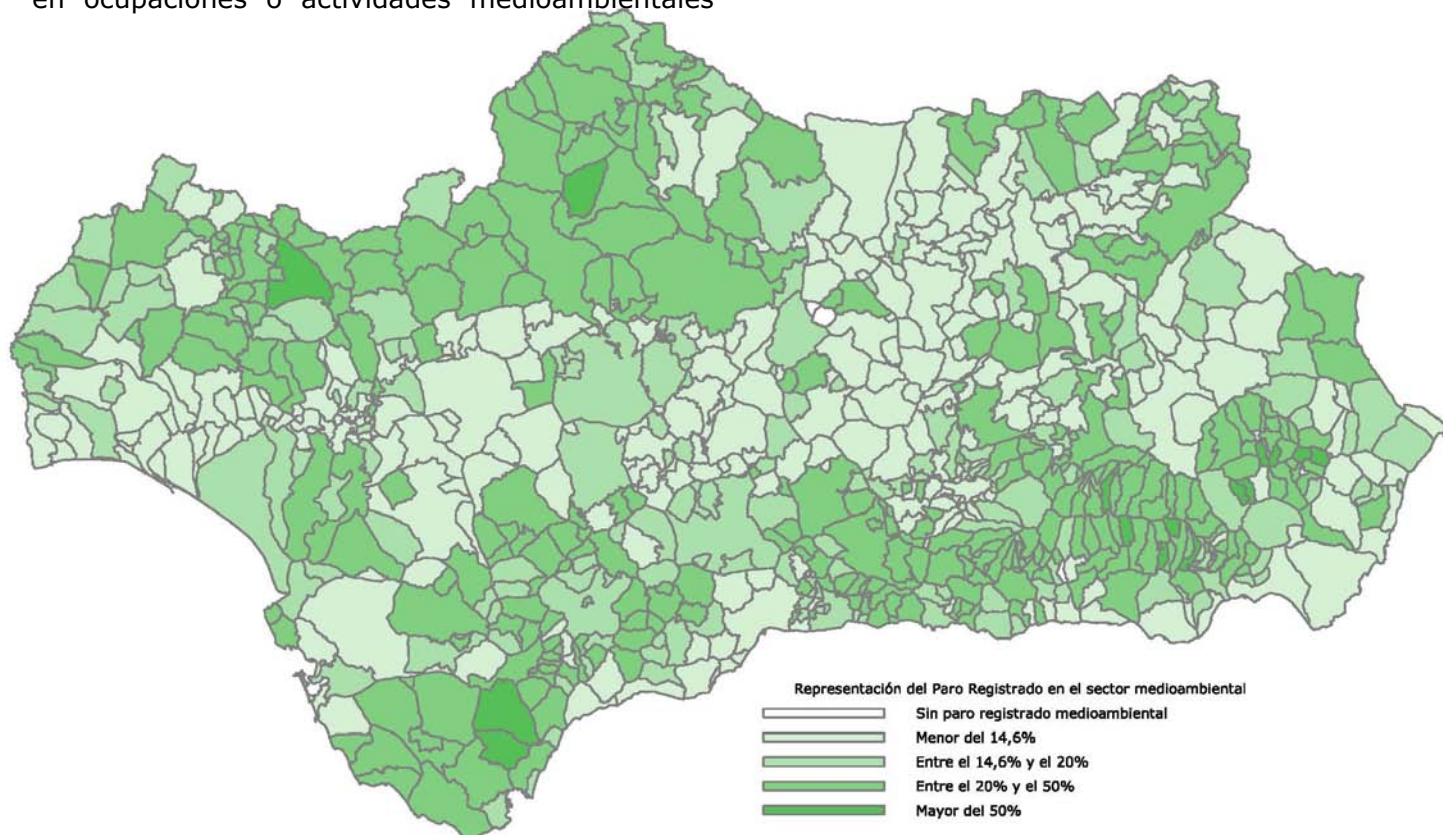 en ocupaciones o actividades medioambientales
Representación del Paro Registrado en el sector medioambiental
Sin paro registrado medioambiental
Menor del 14,6%
Entre el 14,6% y el 20%
Entre el 20% y el 50%
Mayor del 50%